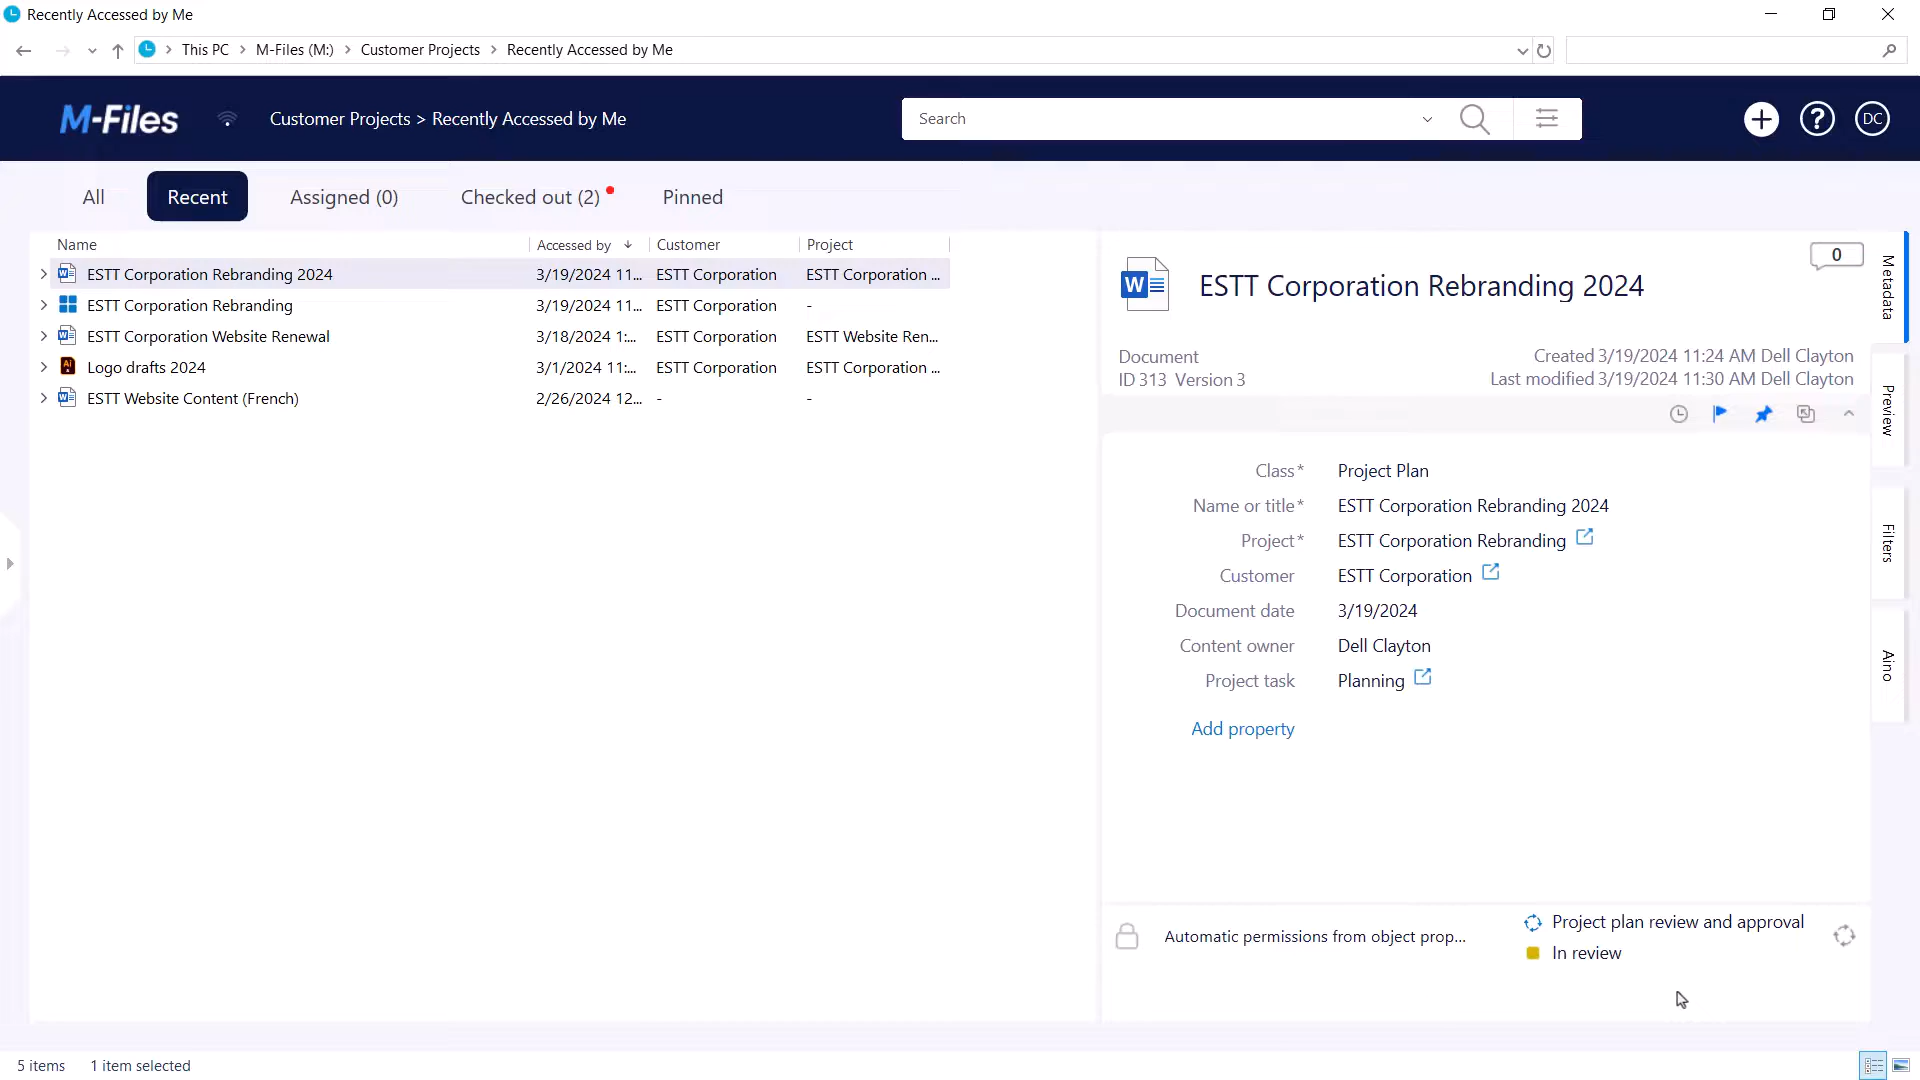 Recently Accessed by Me
This PC > M-Files (M:) > Customer Projects > Recently Accessed by Me
M-Files
Customer Projects > Recently Accessed by Me
Search
DC
All
Recent
Assigned (0)
Checked out (2)
Pinned
Name Accessed by Customer Project
ESTT Corporation Rebranding 2024 3/19/2024 11... ESTT Corporation ESTT Corporation ...
ESTT Corporation Rebranding 3/19/2024 11... ESTT Corporation -
ESTT Corporation Website Renewal 3/18/2024 1:... ESTT Corporation ESTT Website Ren...
Logo drafts 2024 3/1/2024 11:... ESTT Corporation ESTT Corporation ...
ESTT Website Content (French) 2/26/2024 12... - -
0
ESTT Corporation Rebranding 2024
Document
ID 313 Version 3
Created 3/19/2024 11:24 AM Dell Clayton
Last modified 3/19/2024 11:30 AM Dell Clayton
Class* Project Plan
Name or title* ESTT Corporation Rebranding 2024
Project* ESTT Corporation Rebranding
Customer ESTT Corporation
Document date 3/19/2024
Content owner Dell Clayton
Project task Planning
Add property
Automatic permissions from object prop...
Project plan review and approval
In review
Metadata
Preview
Filters
Aino
5 items 1 item selected